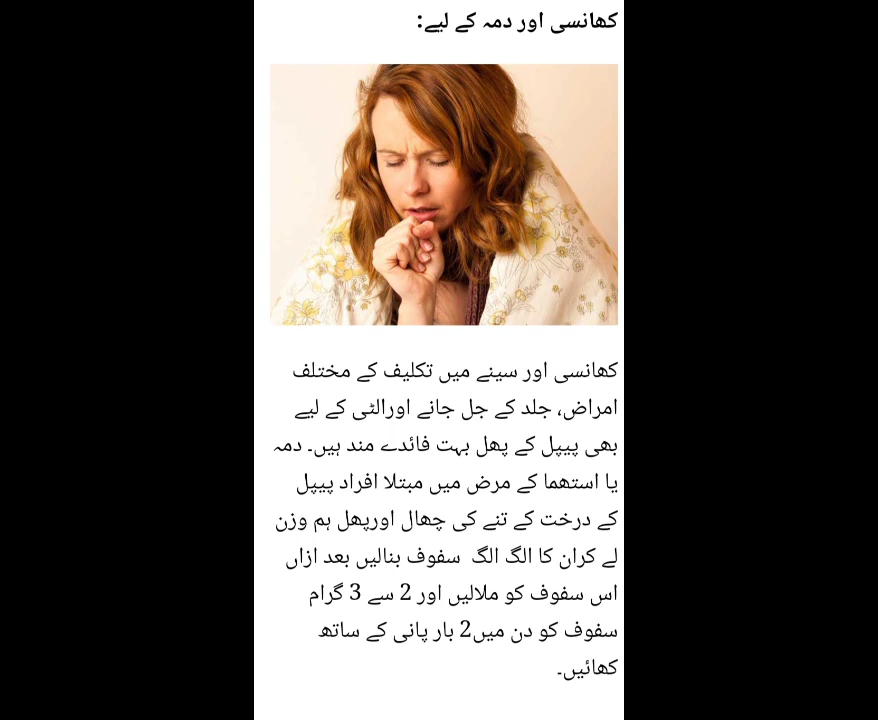 کھانسی اور دمہ کے لیے:
کھانسی اور سینے میں تکلیف کے مختلف
امراض، جلد کے جل جانے اورالٹی کے لیے
بھی پیپل کے پھل بہت فائدے مند ہیں۔ دمہ
یا استھما کے مرض میں مبتلا افراد پیپل
کے درخت کے تنے کی چھال اورپھل ہم وزن
لے کران کا الگ الگ  سفوف بنالیں بعد ازاں
اس سفوف کو ملالیں اور 2 سے 3 گرام
سفوف کو دن میں2 بار پانی کے ساتھ
کھائیں۔